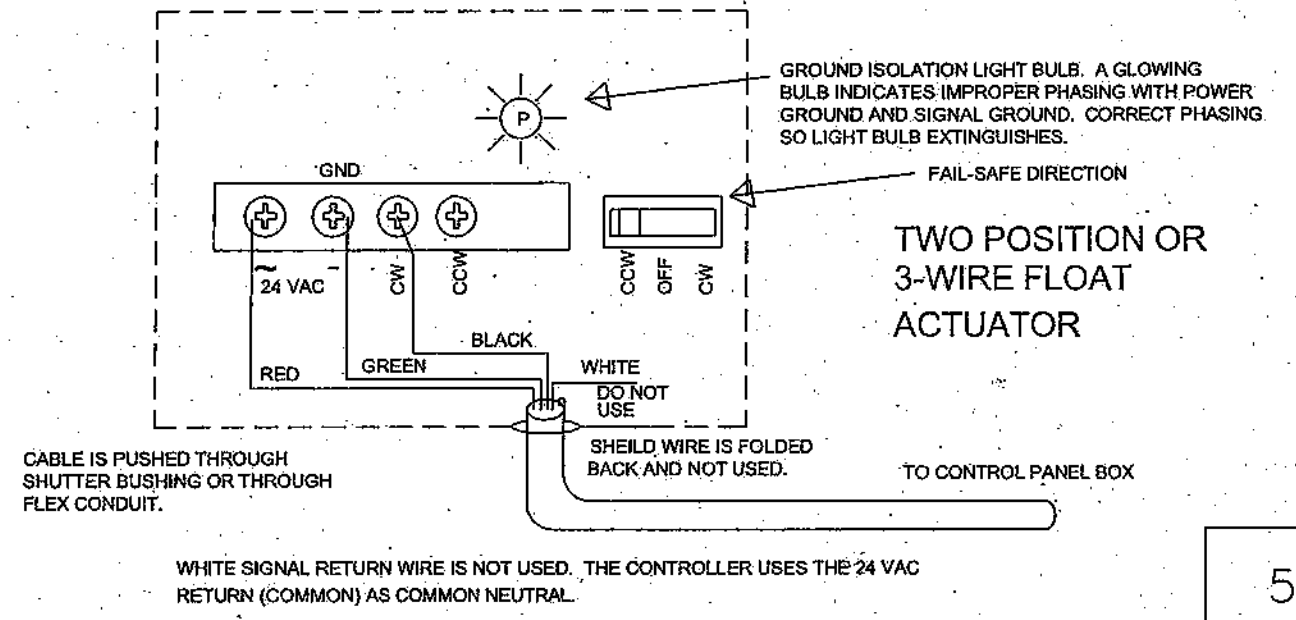 GROUND ISOLATION LIGHT BULB. A GLOWING
BULB INDICATES IMPROPER PHASING WITH POWER
GROUND AND SIGNAL GROUND. CORRECT PHASING
SO LIGHT BULB EXTINGUISHES.
P
GND
FAIL-SAFE DIRECTION
~
-
24 VAC
CW
CCW
CCW
OFF
CW
TWO POSITION OR
3-WIRE FLOAT
ACTUATOR
BLACK
RED
GREEN
WHITE
DO NOT
USE
CABLE IS PUSHED THROUGH
SHUTTER BUSHING OR THROUGH
FLEX CONDUIT.
SHEILD WIRE IS FOLDED
BACK AND NOT USED.
TO CONTROL PANEL BOX
WHITE SIGNAL RETURN WIRE IS NOT USED. THE CONTROLLER USES THE 24 VAC
RETURN (COMMON) AS COMMON NEUTRAL.
5